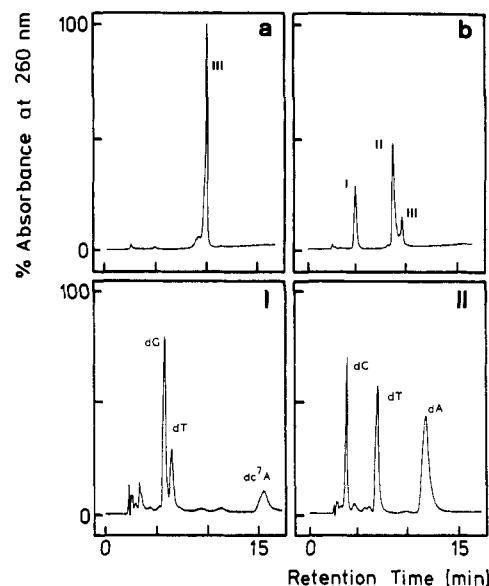 % Absorbance at 260 nm
100
0
a
III
b
I
II
III
100
0
0
15
I
dG
dT
dc⁷A
0
15
II
dC
dT
dA
Retention Time [min]